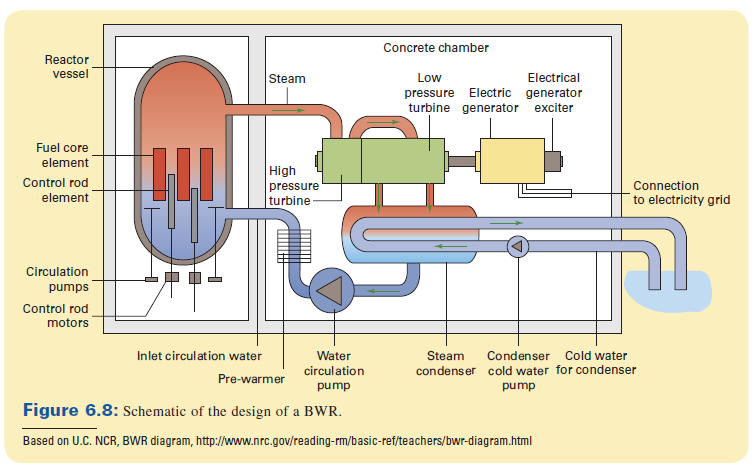 Concrete chamber
Reactor
vessel
Steam
Low
pressure
turbine
Electric
generator
Electrical
generator
exciter
Fuel core
element
Control rod
element
High
pressure
turbine
Connection
to electricity grid
Circulation
pumps
Control rod
motors
Inlet circulation water
Pre-warmer
Water
circulation
pump
Steam
condenser
Condenser
cold water
pump
Cold water
for condenser
Figure 6.8: Schematic of the design of a BWR.
Based on U.C. NCR, BWR diagram, http://www.nrc.gov/reading-rm/basic-ref/teachers/bwr-diagram.html